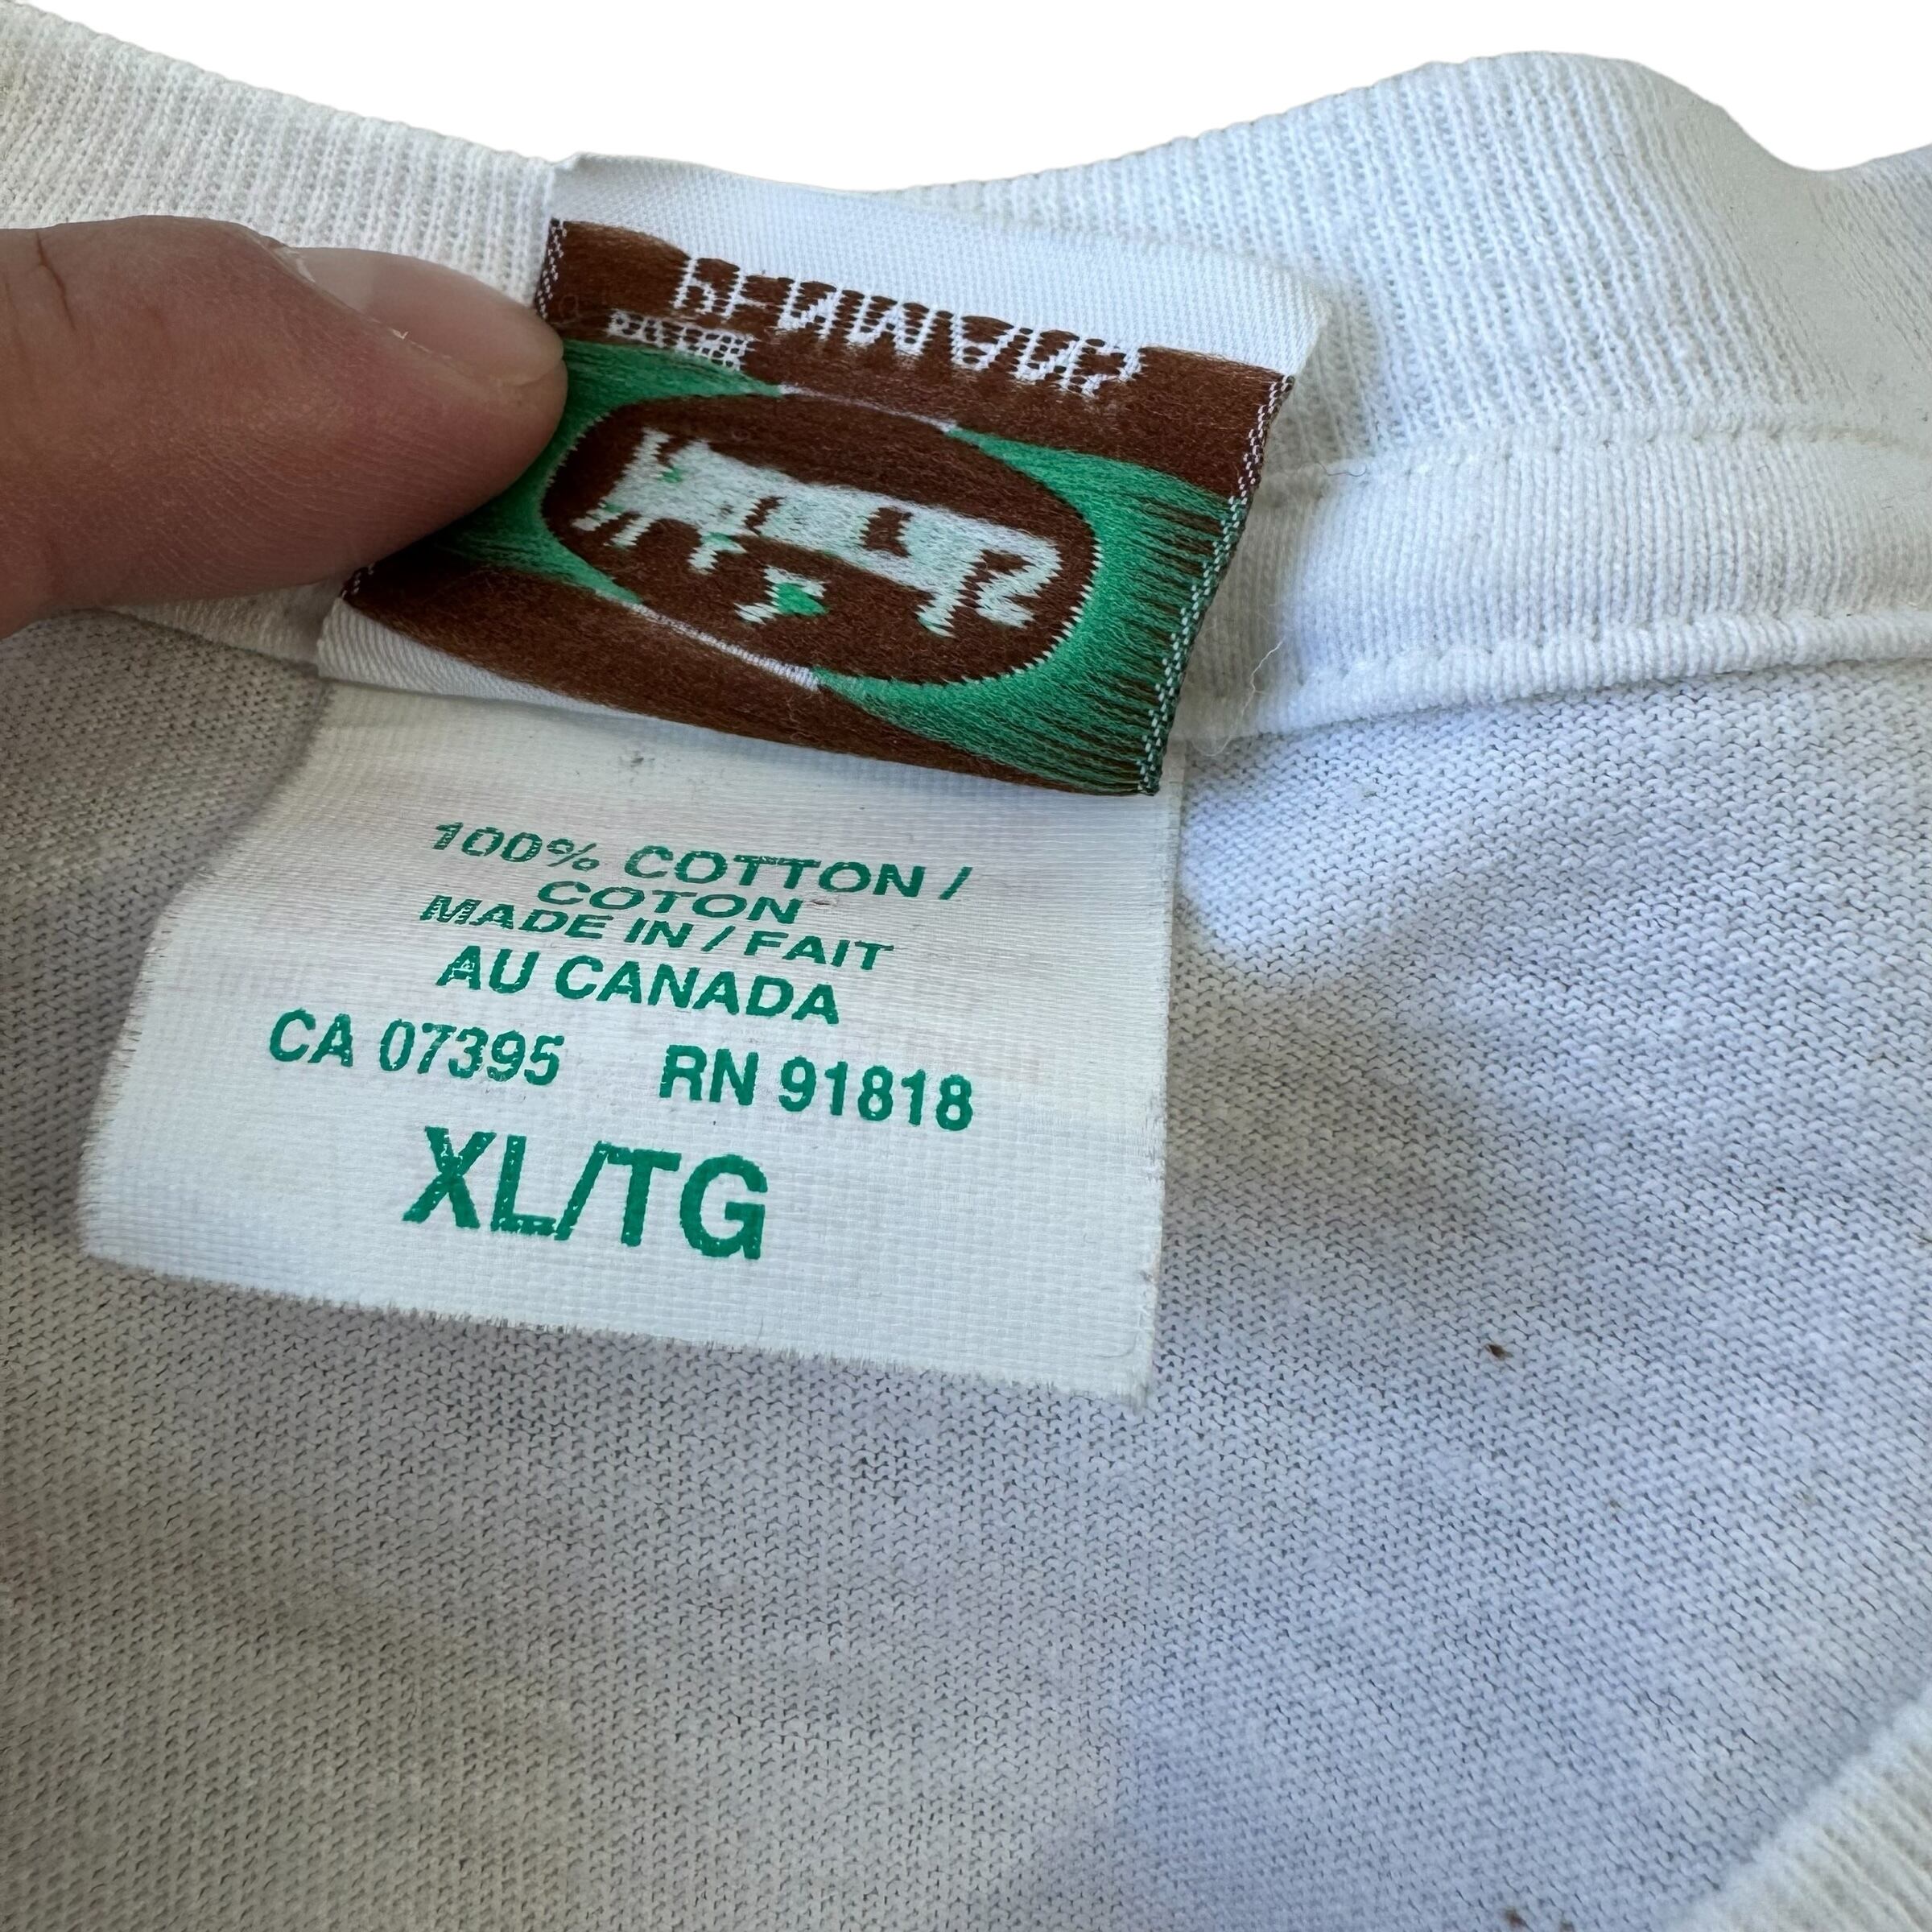 100% COTTON /
COTON
MADE IN / FAIT
AU CANADA
CA 07395 RN 91818
XL/TG